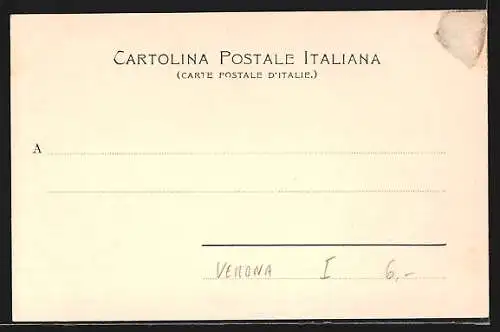 CARTOLINA POSTALE ITALIANA
(CARTE POSTALE D'ITALIE.)
A
VERONA I 6,-